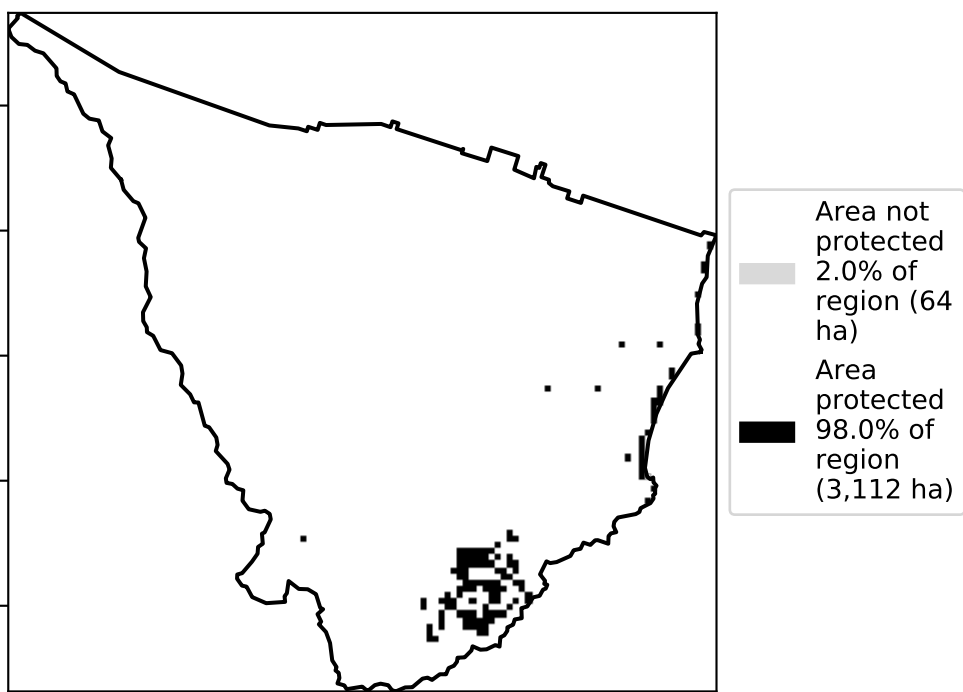 Area not
protected
2.0% of
region (64
ha)
Area
protected
98.0% of
region
(3,112 ha)